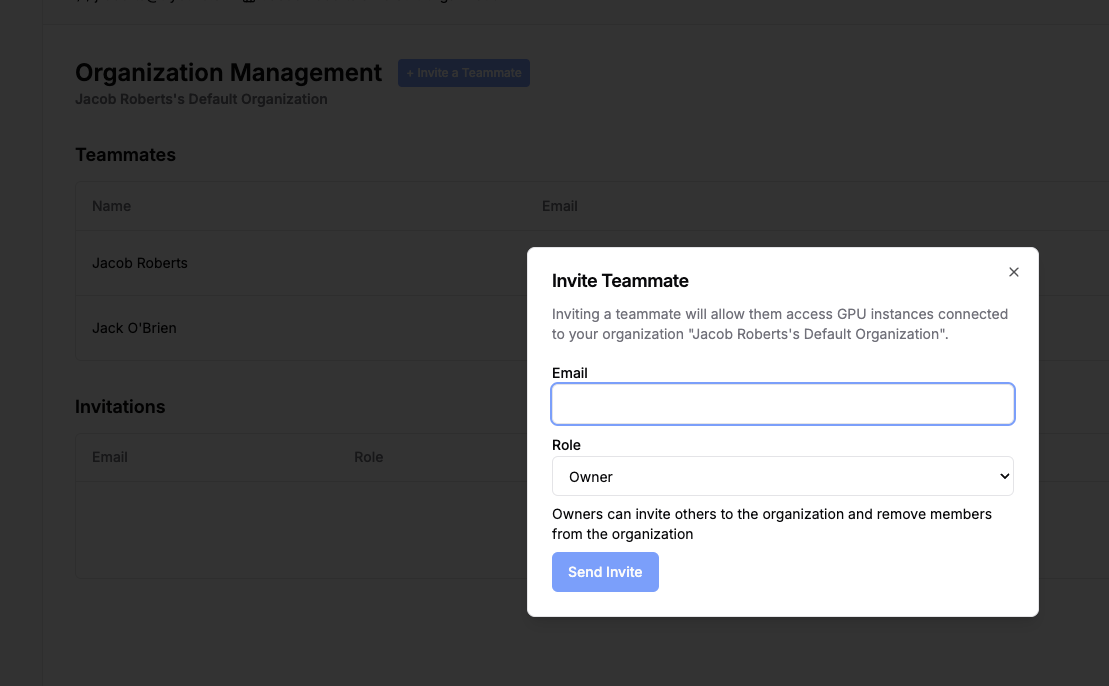 Organization Management
+ Invite a Teammate
Jacob Roberts's Default Organization
Teammates
Name Email
Jacob Roberts
Jack O'Brien
Invitations
Email Role
Invite Teammate
Inviting a teammate will allow them access GPU instances connected
to your organization "Jacob Roberts's Default Organization".
Email
Role
Owner
Owners can invite others to the organization and remove members
from the organization
Send Invite